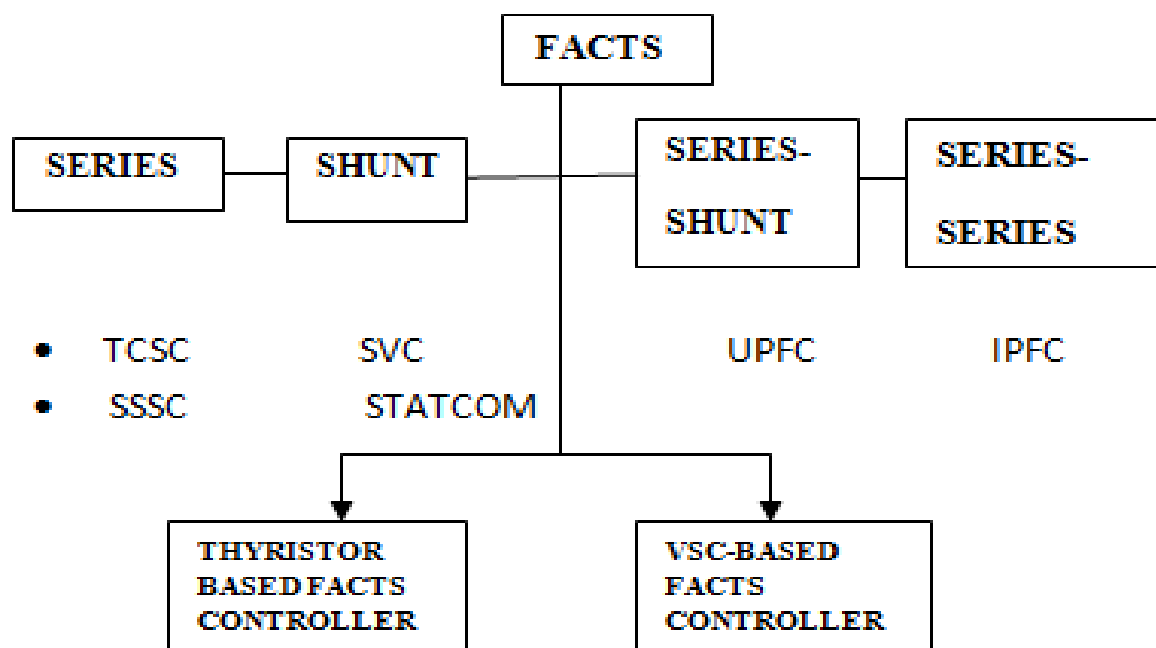 FACTS
SERIES
SHUNT
SERIES-
SHUNT
SERIES-
SERIES
• TCSC SVC UPFC IPFC
• SSSC STATCOM
THYRISTOR
BASED FACTS
CONTROLLER
VSC-BASED
FACTS
CONTROLLER